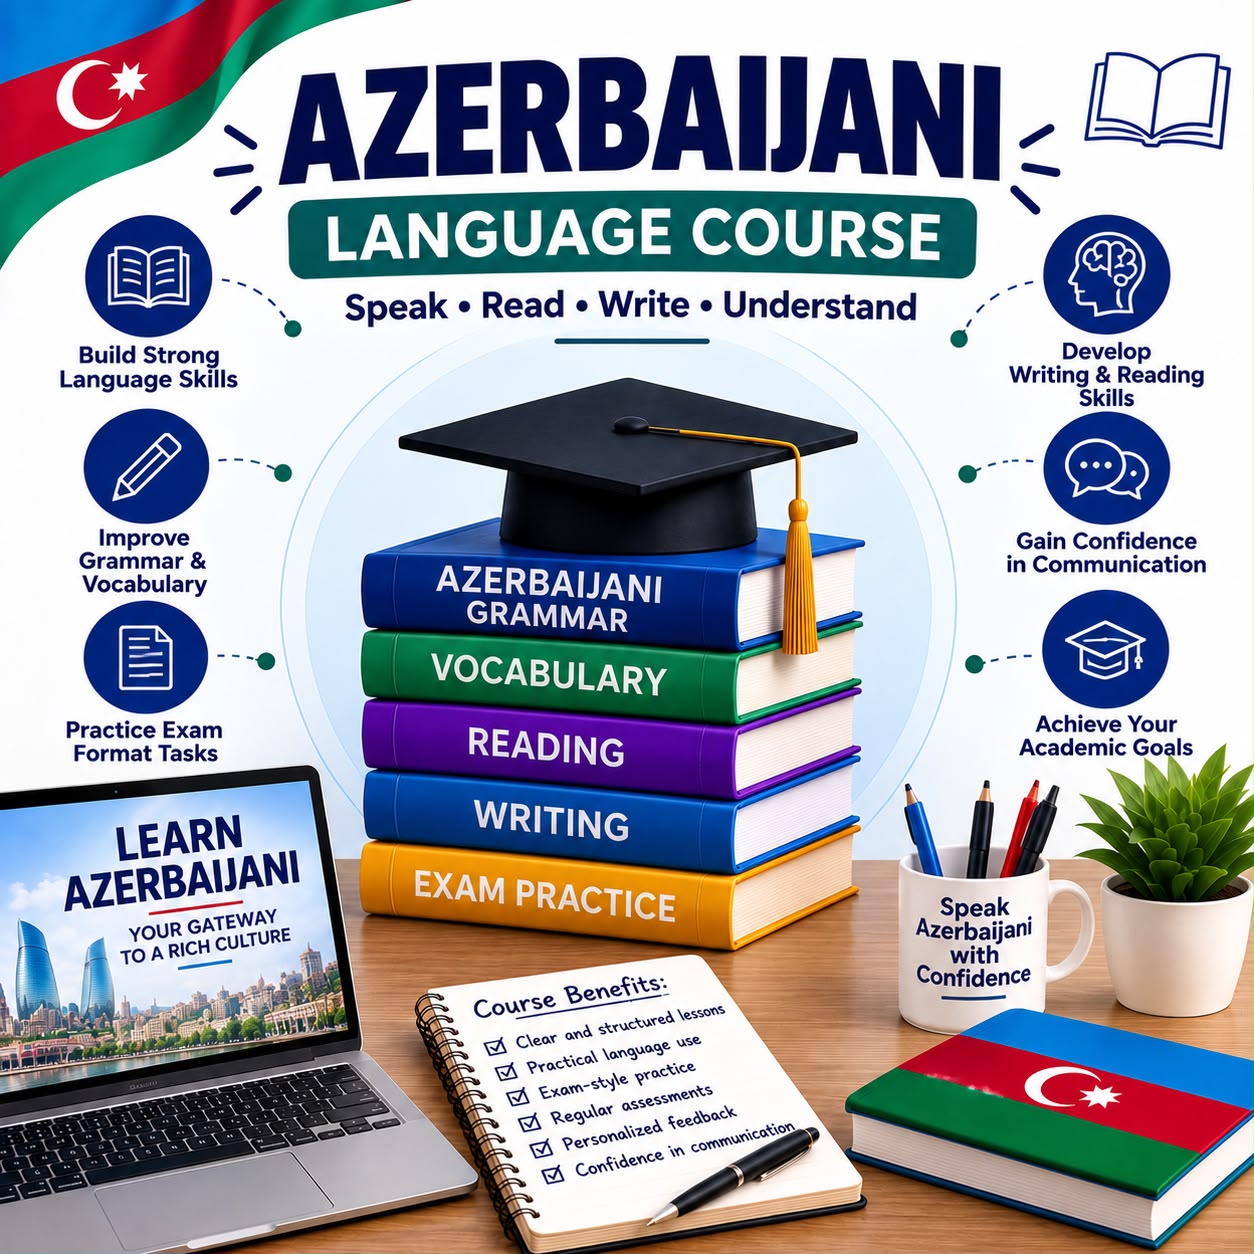 AZERBAIJANI
LANGUAGE COURSE
Speak • Read • Write • Understand
Build Strong
Language Skills
Improve
Grammar &
Vocabulary
Practice Exam
Format Tasks
Develop
Writing & Reading
Skills
Gain Confidence
in Communication
Achieve Your
Academic Goals
AZERBAIJANI
GRAMMAR
VOCABULARY
READING
WRITING
EXAM PRACTICE
LEARN
AZERBAIJANI
YOUR GATEWAY
TO A RICH CULTURE
Speak
Azerbaijani
with
Confidence
Course Benefits:
Clear and structured lessons
Practical language use
Exam-style practice
Regular assessments
Personalized feedback
Confidence in communication